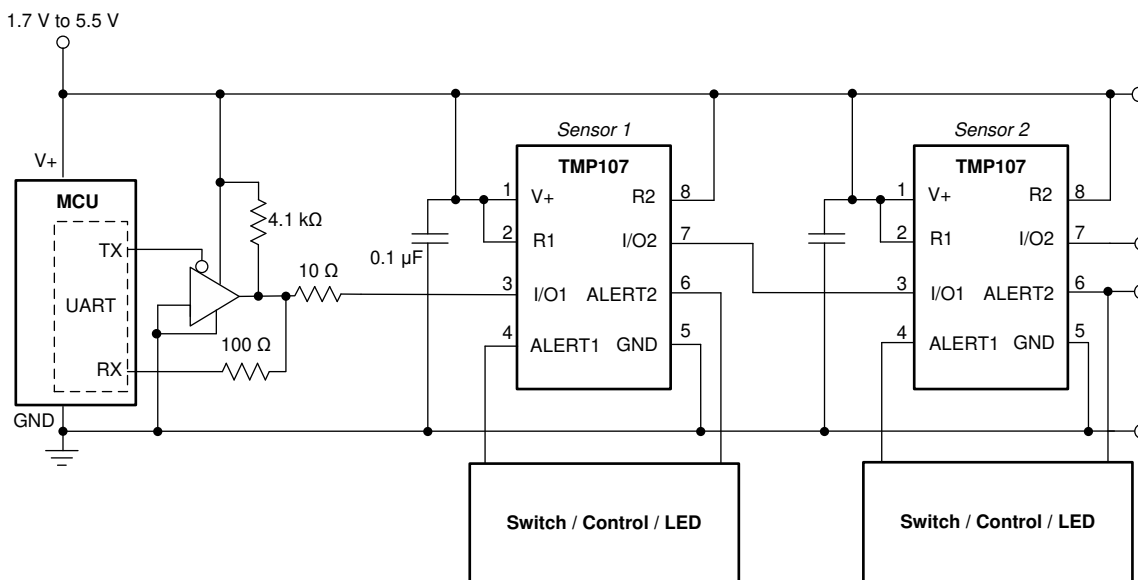 1.7 V to 5.5 V
V+
MCU
TX
UART
RX
GND
4.1 kΩ
10 Ω
100 Ω
0.1 µF
Sensor 1
TMP107
1 V+ R2 8
2 R1 I/O2 7
3 I/O1 ALERT2 6
4 ALERT1 GND 5
Switch / Control / LED
Sensor 2
TMP107
1 V+ R2 8
2 R1 I/O2 7
3 I/O1 ALERT2 6
4 ALERT1 GND 5
Switch / Control / LED